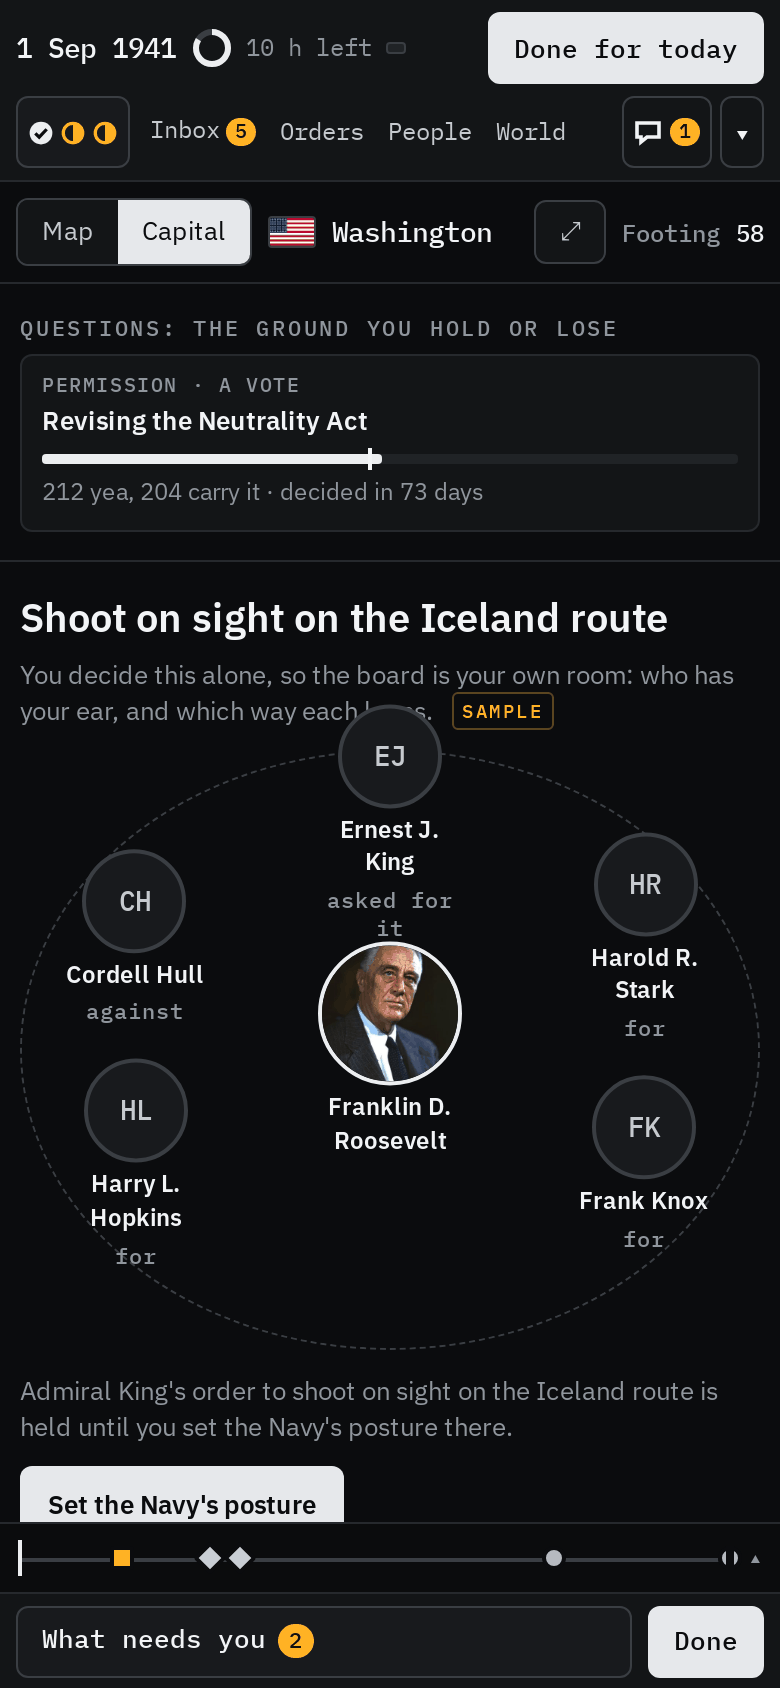 1 Sep 1941 10 h left Done for today
Inbox 5 Orders People World 1
Map Capital Washington Footing 58
QUESTIONS: THE GROUND YOU HOLD OR LOSE
PERMISSION · A VOTE
Revising the Neutrality Act
212 yea, 204 carry it · decided in 73 days
Shoot on sight on the Iceland route
You decide this alone, so the board is your own room: who has
your ear, and which way each SAMPLE
EJ
Ernest J.
King
asked for
it
CH
Cordell Hull
against
HR
Harold R.
Stark
for
Franklin D.
Roosevelt
HL
Harry L.
Hopkins
for
FK
Frank Knox
for
Admiral King's order to shoot on sight on the Iceland route is
held until you set the Navy's posture there.
Set the Navy's posture
What needs you 2 Done